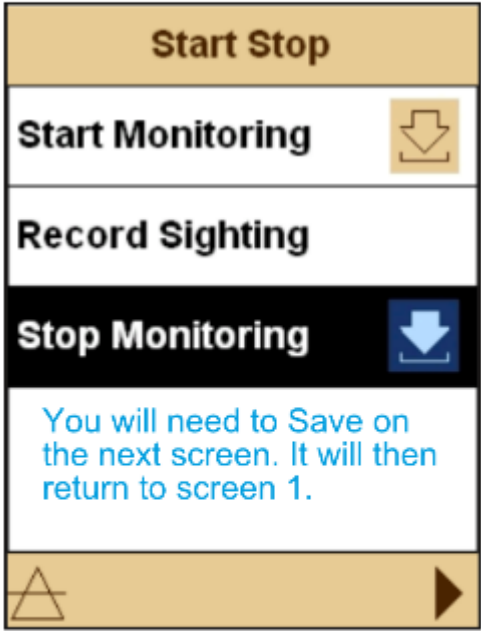 Start Stop
Start Monitoring
Record Sighting
Stop Monitoring
You will need to Save on
the next screen. It will then
return to screen 1.